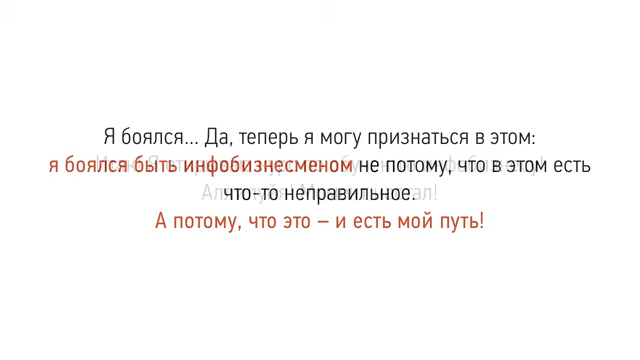 Я боялся... Да, теперь я могу признаться в этом:
я боялся быть инфобизнесменом не потому, что в этом есть
что-то неправильное.
А потому, что это – и есть мой путь!